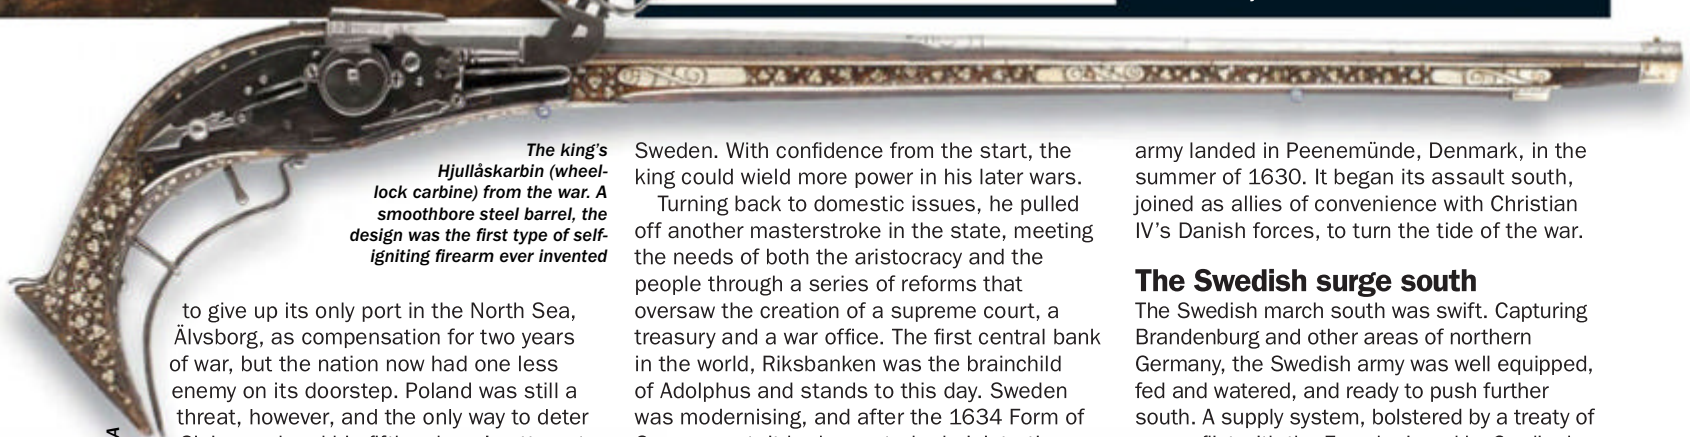 The king's
Hjullåskarbin (wheel-
lock carbine) from the war. A
smoothbore steel barrel, the
design was the first type of self-
igniting firearm ever invented
to give up its only port in the North Sea,
Älvsborg, as compensation for two years
of war, but the nation now had one less
enemy on its doorstep. Poland was still a
threat, however, and the only way to deter
Sweden. With confidence from the start, the
king could wield more power in his later wars.
Turning back to domestic issues, he pulled
off another masterstroke in the state, meeting
the needs of both the aristocracy and the
people through a series of reforms that
oversaw the creation of a supreme court, a
treasury and a war office. The first central bank
in the world, Riksbanken was the brainchild
of Adolphus and stands to this day. Sweden
was modernising, and after the 1634 Form of
army landed in Peenemünde, Denmark, in the
summer of 1630. It began its assault south,
joined as allies of convenience with Christian
IV's Danish forces, to turn the tide of the war.
The Swedish surge south
The Swedish march south was swift. Capturing
Brandenburg and other areas of northern
Germany, the Swedish army was well equipped,
fed and watered, and ready to push further
south. A supply system, bolstered by a treaty of